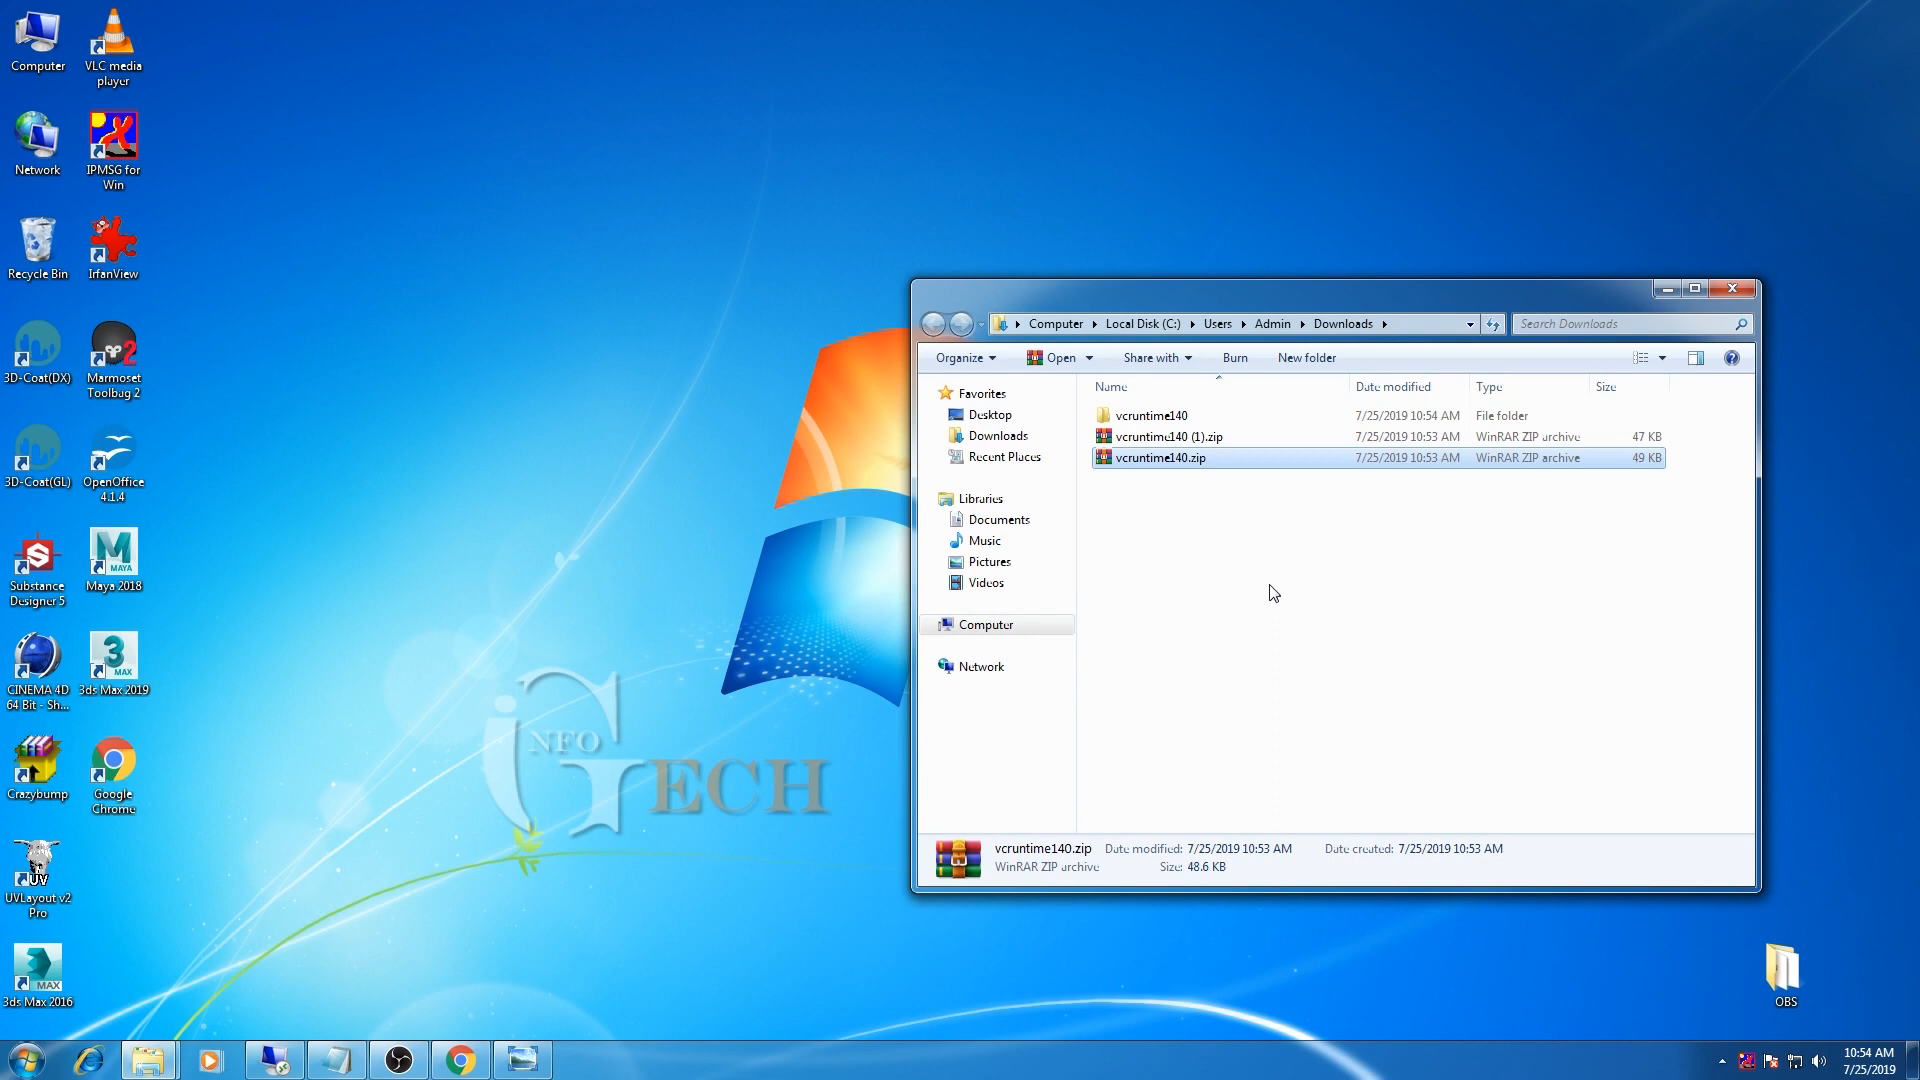 Computer
VLC media
player
Network
IPMSG for
Win
Recycle Bin
IrfanView
3D-Coat(DX)
Marmoset
Toolbag 2
3D-Coat(GL)
OpenOffice
4.1.4
Substance
Designer 5
Maya 2018
MAYA
CINEMA 4D
64 Bit - Sh...
3ds Max 2019
MAX
Crazybump
Google
Chrome
UVLayout v2
Pro
UV
3ds Max 2016
MAX
iNFO
GTECH
Computer
Local Disk (C:)
Users
Admin
Downloads
Search Downloads
Organize
Open
Share with
Burn
New folder
Name
Date modified
Type
Size
Favorites
Desktop
Downloads
Recent Places
Libraries
Documents
Music
Pictures
Videos
Computer
Network
vcruntime140 7/25/2019 10:54 AM File folder
vcruntime140 (1).zip 7/25/2019 10:53 AM WinRAR ZIP archive 47 KB
vcruntime140.zip 7/25/2019 10:53 AM WinRAR ZIP archive 49 KB
vcruntime140.zip Date modified: 7/25/2019 10:53 AM Date created: 7/25/2019 10:53 AM
WinRAR ZIP archive Size: 48.6 KB
OBS
10:54 AM
7/25/2019